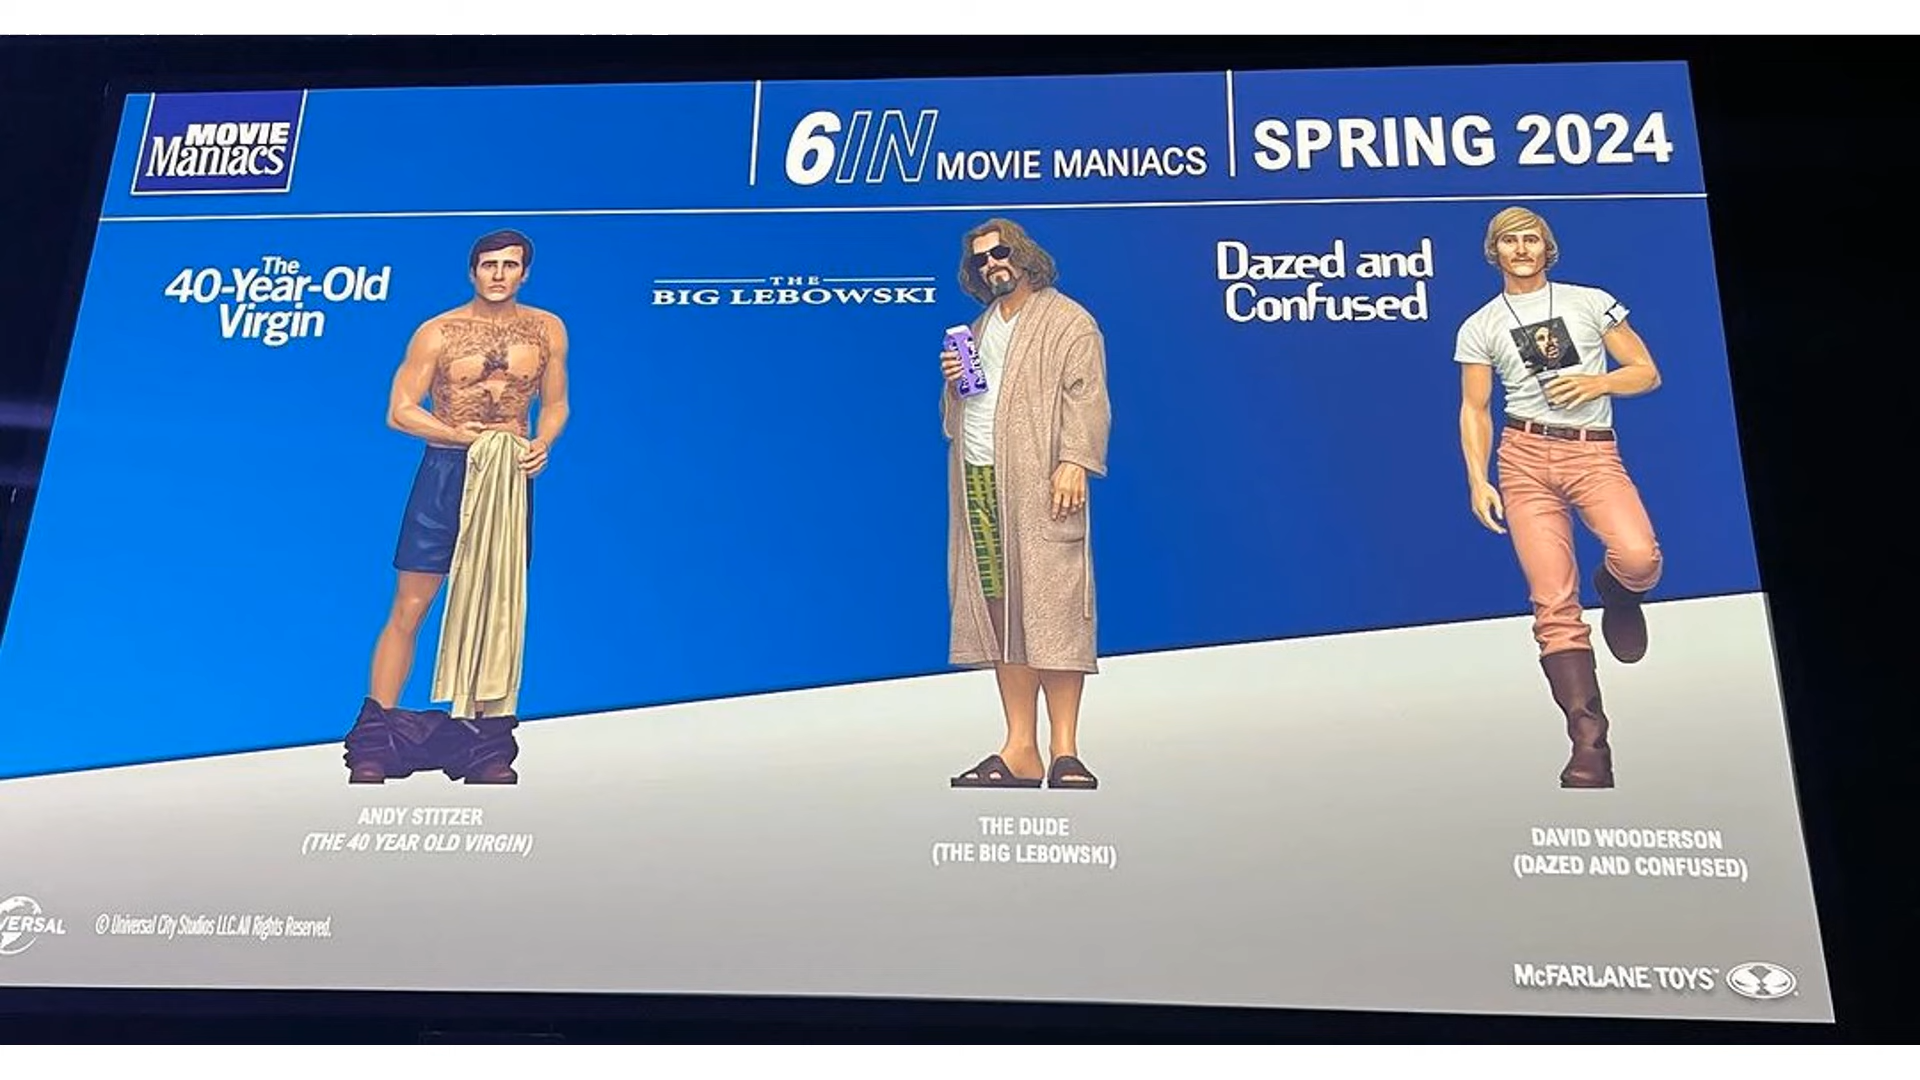 MOVIE
Maniacs
6IN MOVIE MANIACS
SPRING 2024
The
40-Year-Old
Virgin
THE
BIG LEBOWSKI
Dazed and
Confused
ANDY STITZER
(THE 40 YEAR OLD VIRGIN)
THE DUDE
(THE BIG LEBOWSKI)
DAVID WOODERSON
(DAZED AND CONFUSED)
VERSAL
© Universal City Studios LLC. All Rights Reserved.
McFARLANE TOYS™